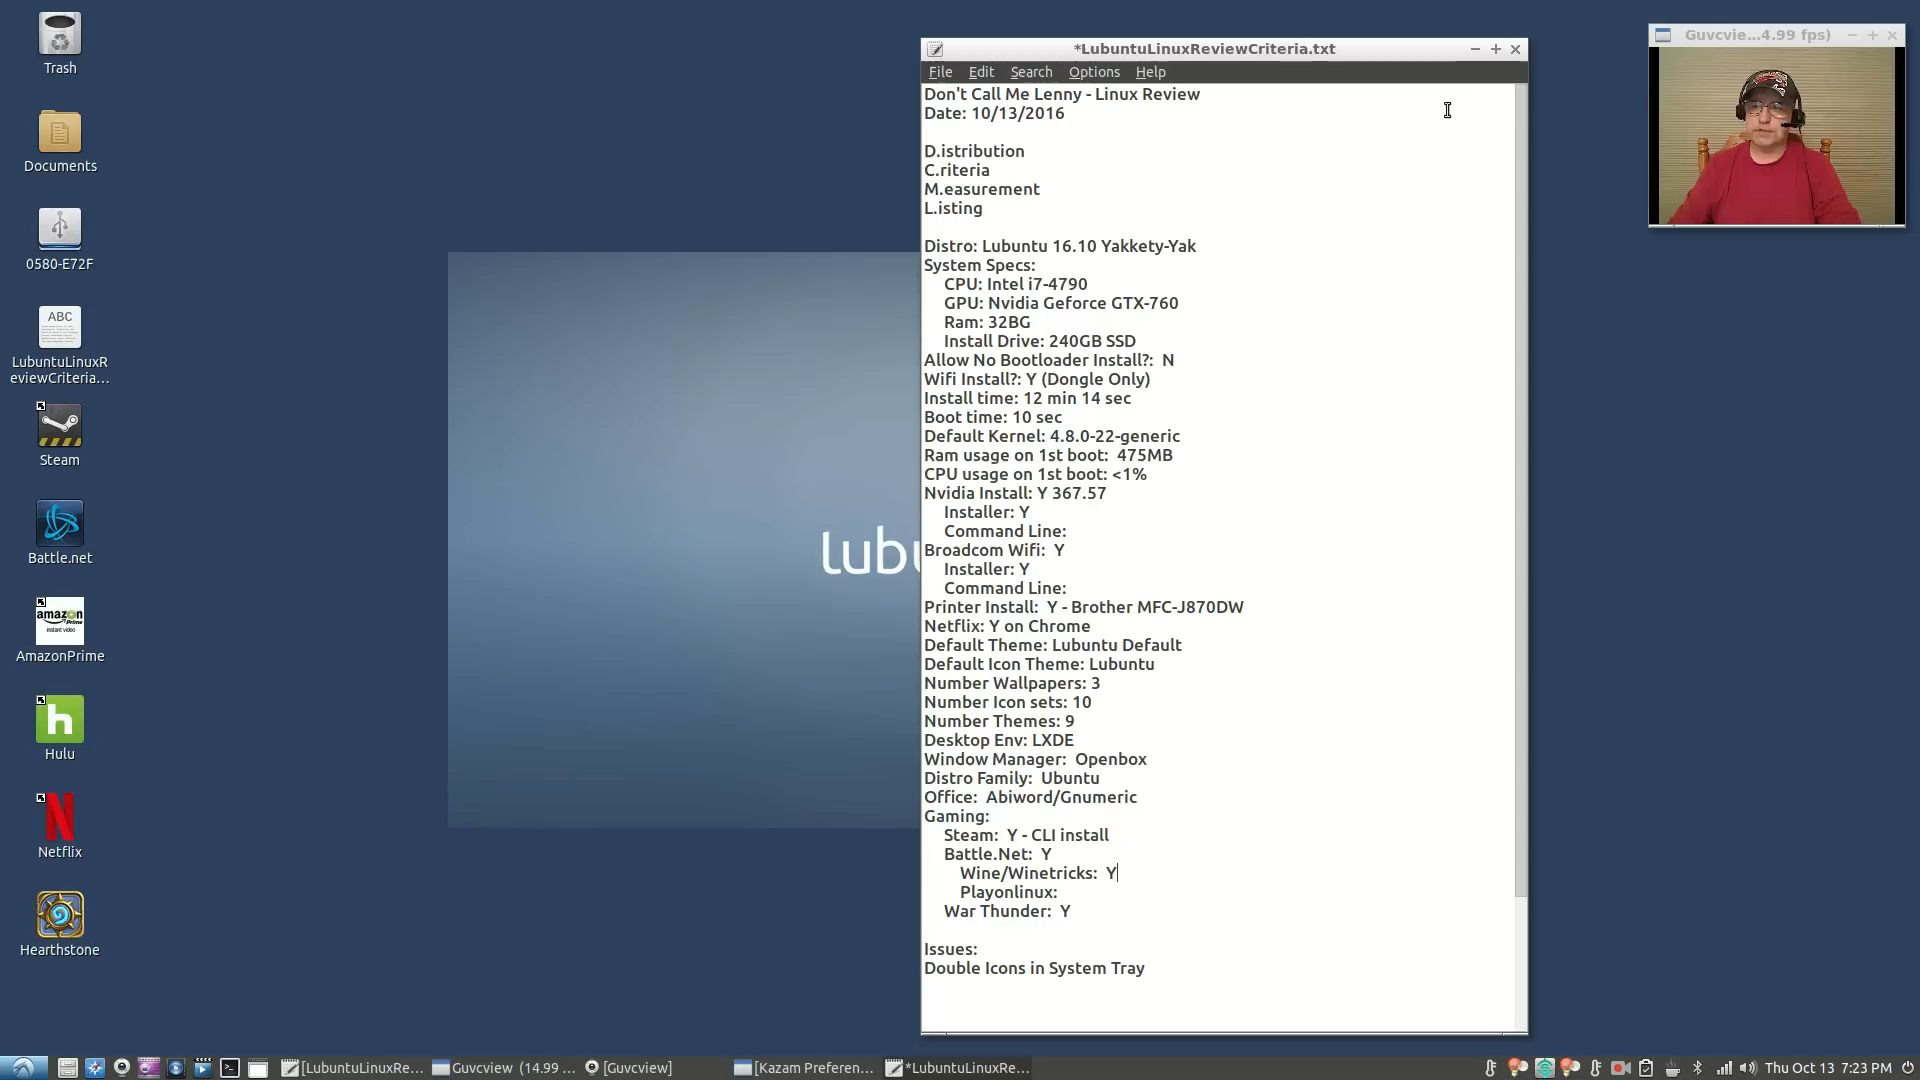 Trash
Documents
0580-E72F
ABC
LubuntuLinuxR
eviewCriteria...
Steam
Battle.net
amazon
Prime
instant video
AmazonPrime
h
Hulu
N
Netflix
Hearthstone
lubu
*LubuntuLinuxReviewCriteria.txt
File Edit Search Options Help
Don't Call Me Lenny - Linux Review
Date: 10/13/2016
D.istribution
C.riteria
M.easurement
L.isting
Distro: Lubuntu 16.10 Yakkety-Yak
System Specs:
CPU: Intel i7-4790
GPU: Nvidia Geforce GTX-760
Ram: 32BG
Install Drive: 240GB SSD
Allow No Bootloader Install?: N
Wifi Install?: Y (Dongle Only)
Install time: 12 min 14 sec
Boot time: 10 sec
Default Kernel: 4.8.0-22-generic
Ram usage on 1st boot: 475MB
CPU usage on 1st boot: <1%
Nvidia Install: Y 367.57
Installer: Y
Command Line:
Broadcom Wifi: Y
Installer: Y
Command Line:
Printer Install: Y - Brother MFC-J870DW
Netflix: Y on Chrome
Default Theme: Lubuntu Default
Default Icon Theme: Lubuntu
Number Wallpapers: 3
Number Icon sets: 10
Number Themes: 9
Desktop Env: LXDE
Window Manager: Openbox
Distro Family: Ubuntu
Office: Abiword/Gnumeric
Gaming:
Steam: Y - CLI install
Battle.Net: Y
Wine/Winetricks: Y
Playonlinux:
War Thunder: Y
Issues:
Double Icons in System Tray
Guvcvie...4.99 fps)
[LubuntuLinuxRe... Guvcview (14.99 ... [Guvcview] [Kazam Preferen... *LubuntuLinuxRe... Thu Oct 13 7:23 PM